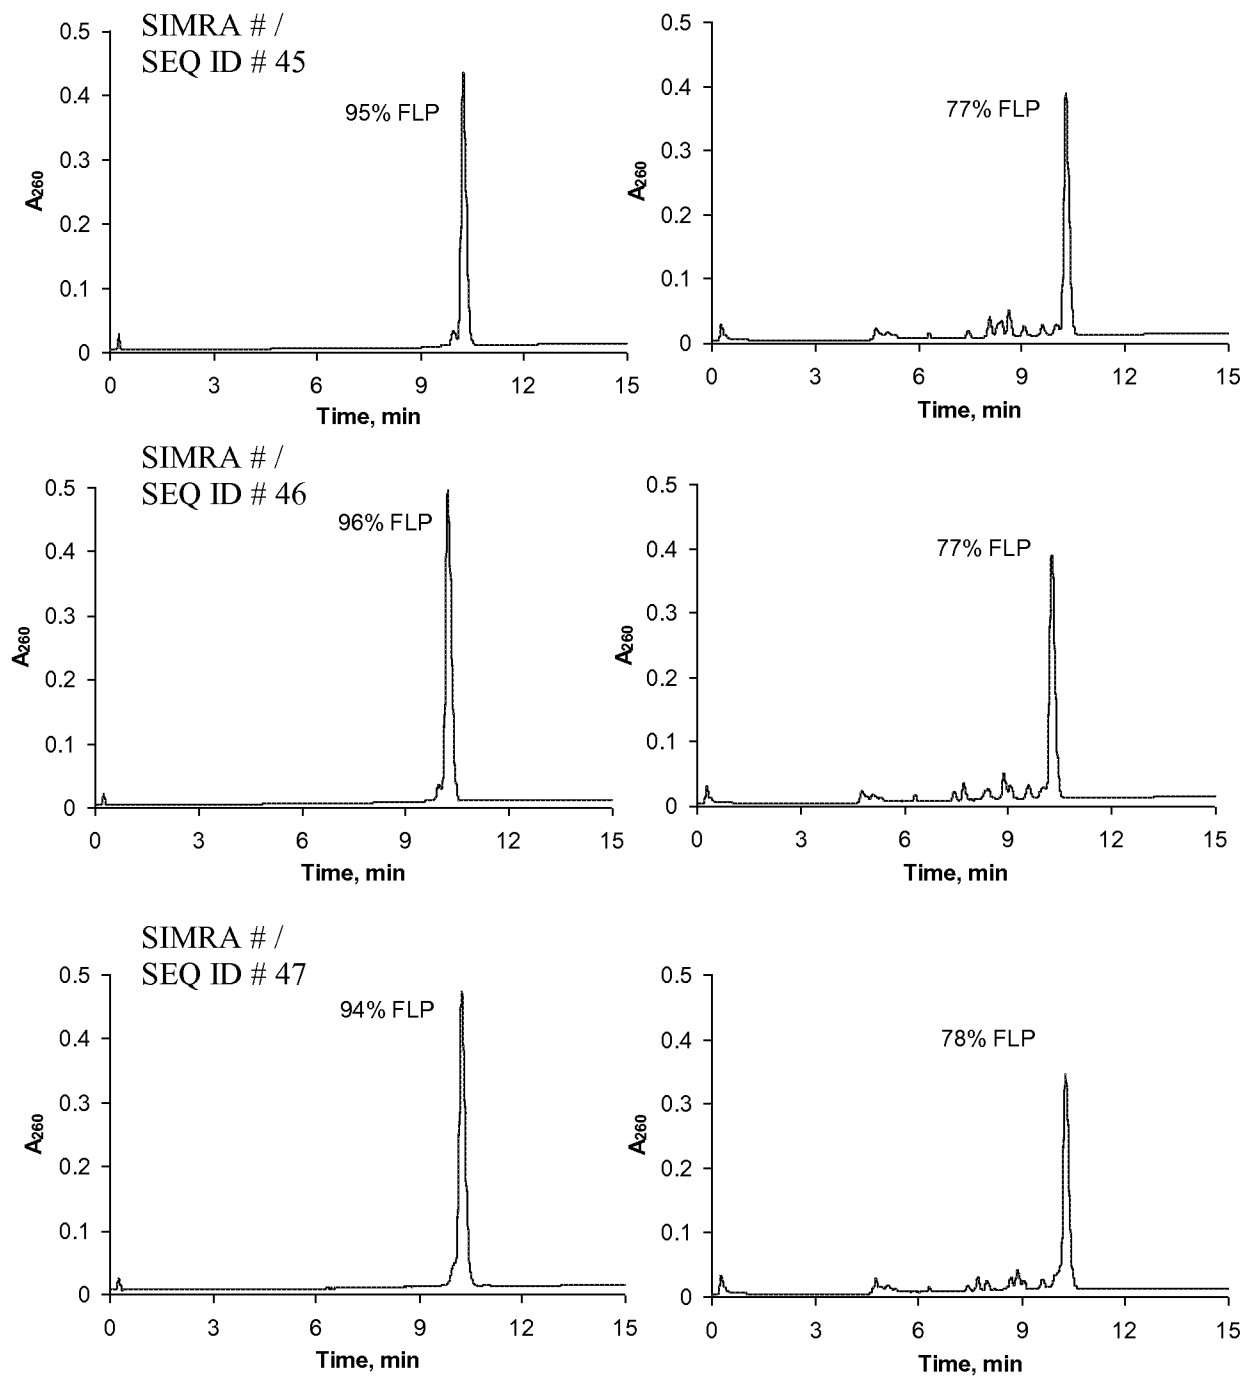 SIMRA # /
SEQ ID # 45
0.5
0.4
0.3
0.2
0.1
0
A260
95% FLP
0 3 6 9 12 15
Time, min
0.5
0.4
0.3
0.2
0.1
0
A260
77% FLP
0 3 6 9 12 15
Time, min
SIMRA # /
SEQ ID # 46
0.5
0.4
0.3
0.2
0.1
0
A260
96% FLP
0 3 6 9 12 15
Time, min
0.5
0.4
0.3
0.2
0.1
0
A260
77% FLP
0 3 6 9 12 15
Time, min
SIMRA # /
SEQ ID # 47
0.5
0.4
0.3
0.2
0.1
0
A260
94% FLP
0 3 6 9 12 15
Time, min
0.5
0.4
0.3
0.2
0.1
0
A260
78% FLP
0 3 6 9 12 15
Time, min